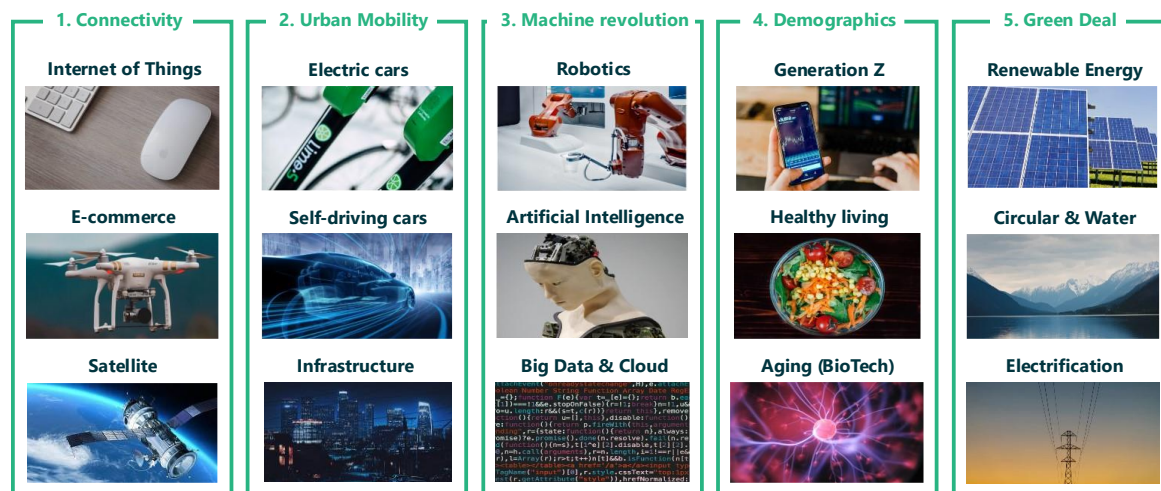 1. Connectivity
Internet of Things
E-commerce
Satellite
2. Urban Mobility
Electric cars
Lime-S
Self-driving cars
Infrastructure
3. Machine revolution
Robotics
Artificial Intelligence
Big Data & Cloud
4. Demographics
Generation Z
Healthy living
Aging (BioTech)
5. Green Deal
Renewable Energy
Circular & Water
Electrification